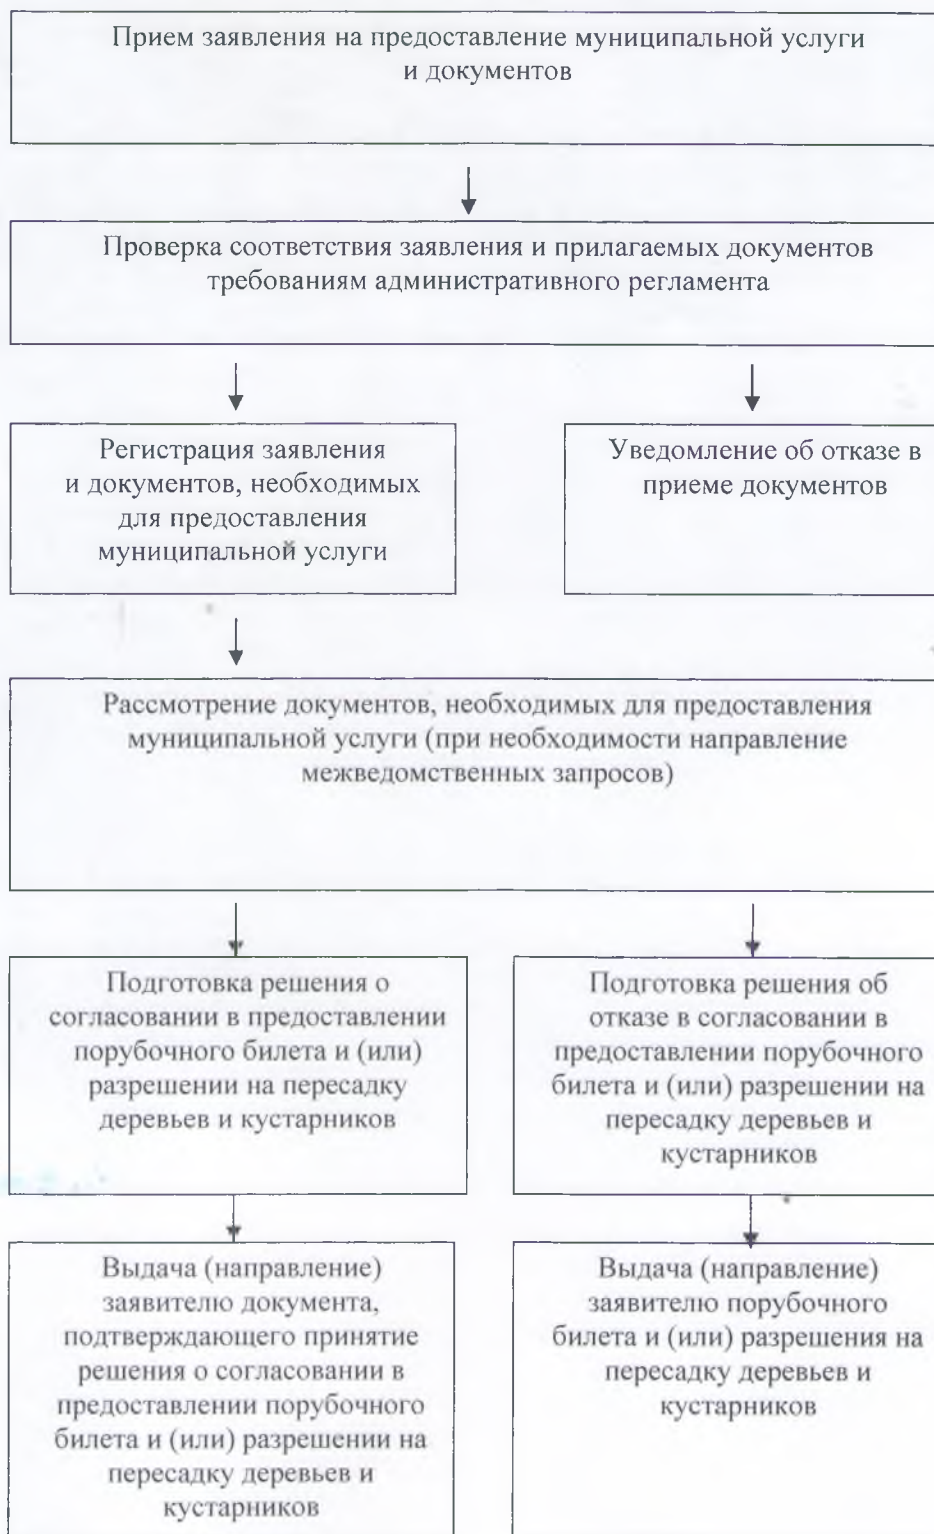 Прием заявления на предоставление муниципальной услуги
и документов
Проверка соответствия заявления и прилагаемых документов
требованиям административного регламента
Регистрация заявления
и документов, необходимых
для предоставления
муниципальной услуги
Уведомление об отказе в
приеме документов
Рассмотрение документов, необходимых для предоставления
муниципальной услуги (при необходимости направление
межведомственных запросов)
Подготовка решения о
согласовании в предоставлении
порубочного билета и (или)
разрешении на пересадку
деревьев и кустарников
Подготовка решения об
отказе в согласовании в
предоставлении порубочного
билета и (или) разрешении на
пересадку деревьев и
кустарников
Выдача (направление)
заявителю документа,
подтверждающего принятие
решения о согласовании в
предоставлении порубочного
билета и (или) разрешении на
пересадку деревьев и
кустарников
Выдача (направление)
заявителю порубочного
билета и (или) разрешения на
пересадку деревьев и
кустарников